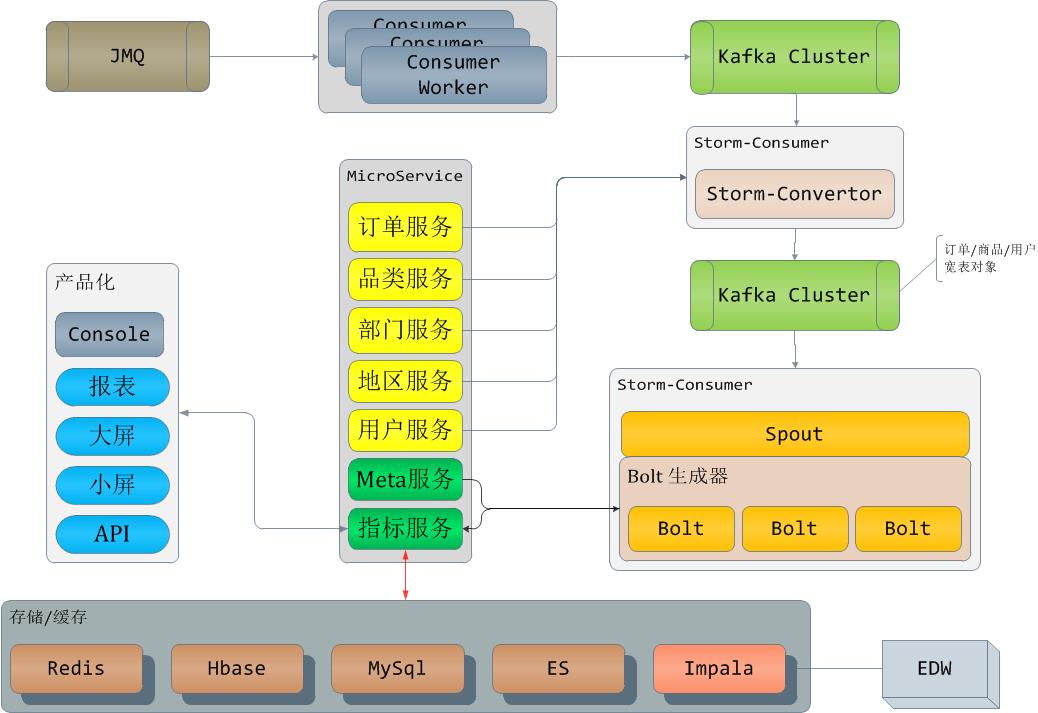 JMQ
Consumer
Consumer
Consumer
Worker
Kafka Cluster
Storm-Consumer
Storm-Convertor
MicroService
订单服务
品类服务
部门服务
地区服务
用户服务
Meta服务
指标服务
Kafka Cluster
订单/商品/用户
宽表对象
产品化
Console
报表
大屏
小屏
API
Storm-Consumer
Spout
Bolt 生成器
Bolt
Bolt
Bolt
存储/缓存
Redis
Hbase
MySql
ES
Impala
EDW